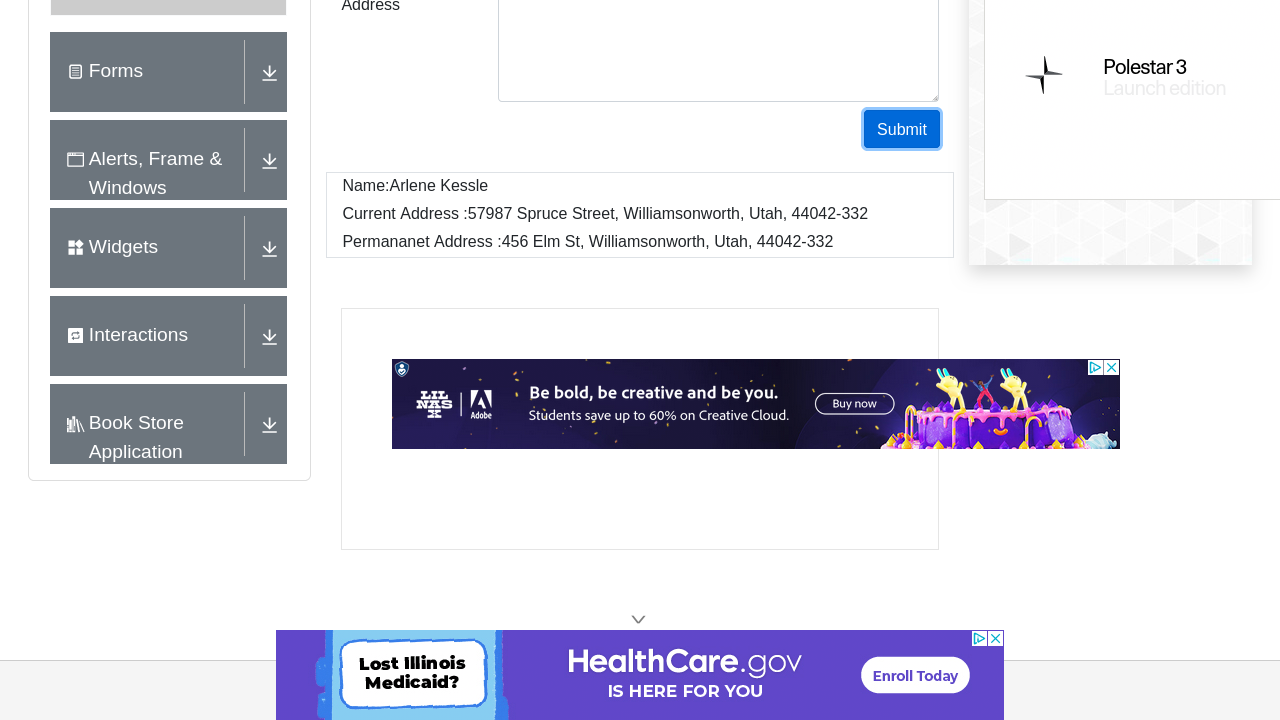 Address
Forms
Alerts, Frame &
Windows
Widgets
Interactions
Book Store
Application
Submit
Name:Arlene Kessle
Current Address :57987 Spruce Street, Williamsonworth, Utah, 44042-332
Permananet Address :456 Elm St, Williamsonworth, Utah, 44042-332
Polestar 3
Launch edition
LIL
NAS
X
Adobe
Be bold, be creative and be you.
Students save up to 60% on Creative Cloud.
Buy now
Lost Illinois
Medicaid?
HealthCare.gov
IS HERE FOR YOU
Enroll Today